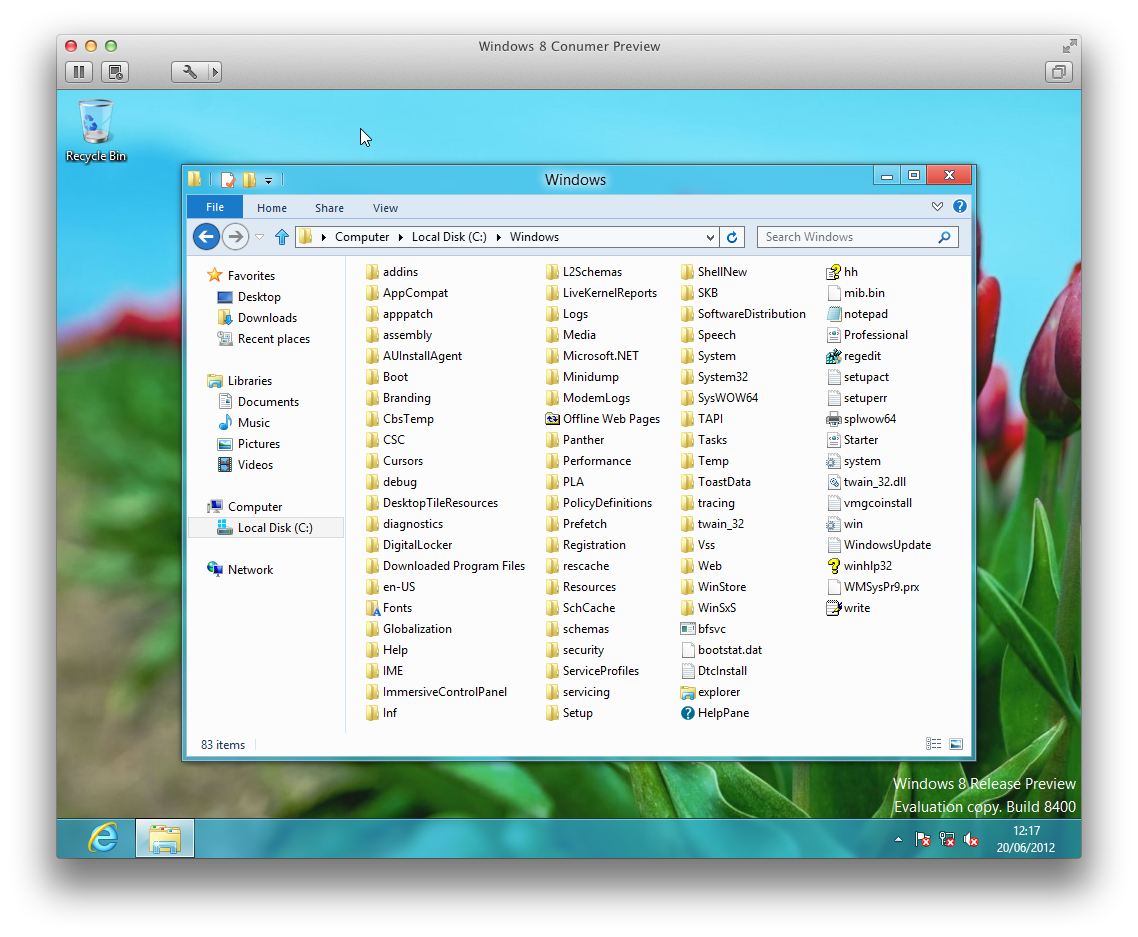 Windows 8 Conumer Preview
Recycle Bin
Windows
File Home Share View
Computer Local Disk (C:) Windows
Search Windows
Favorites
Desktop
Downloads
Recent places
Libraries
Documents
Music
Pictures
Videos
Computer
Local Disk (C:)
Network
addins
AppCompat
apppatch
assembly
AUInstallAgent
Boot
Branding
CbsTemp
CSC
Cursors
debug
DesktopTileResources
diagnostics
DigitalLocker
Downloaded Program Files
en-US
Fonts
Globalization
Help
IME
ImmersiveControlPanel
Inf
L2Schemas
LiveKernelReports
Logs
Media
Microsoft.NET
Minidump
ModemLogs
Offline Web Pages
Panther
Performance
PLA
PolicyDefinitions
Prefetch
Registration
rescache
Resources
SchCache
schemas
security
ServiceProfiles
servicing
Setup
ShellNew
SKB
SoftwareDistribution
Speech
System
System32
SysWOW64
TAPI
Tasks
Temp
ToastData
tracing
twain_32
Vss
Web
WinStore
WinSxS
bfsvc
bootstat.dat
DtcInstall
explorer
HelpPane
hh
mib.bin
notepad
Professional
regedit
setupact
setuperr
splwow64
Starter
system
twain_32.dll
vmgcoinstall
win
WindowsUpdate
winhlp32
WMSysPr9.prx
write
83 items
Windows 8 Release Preview
Evaluation copy. Build 8400
12:17
20/06/2012